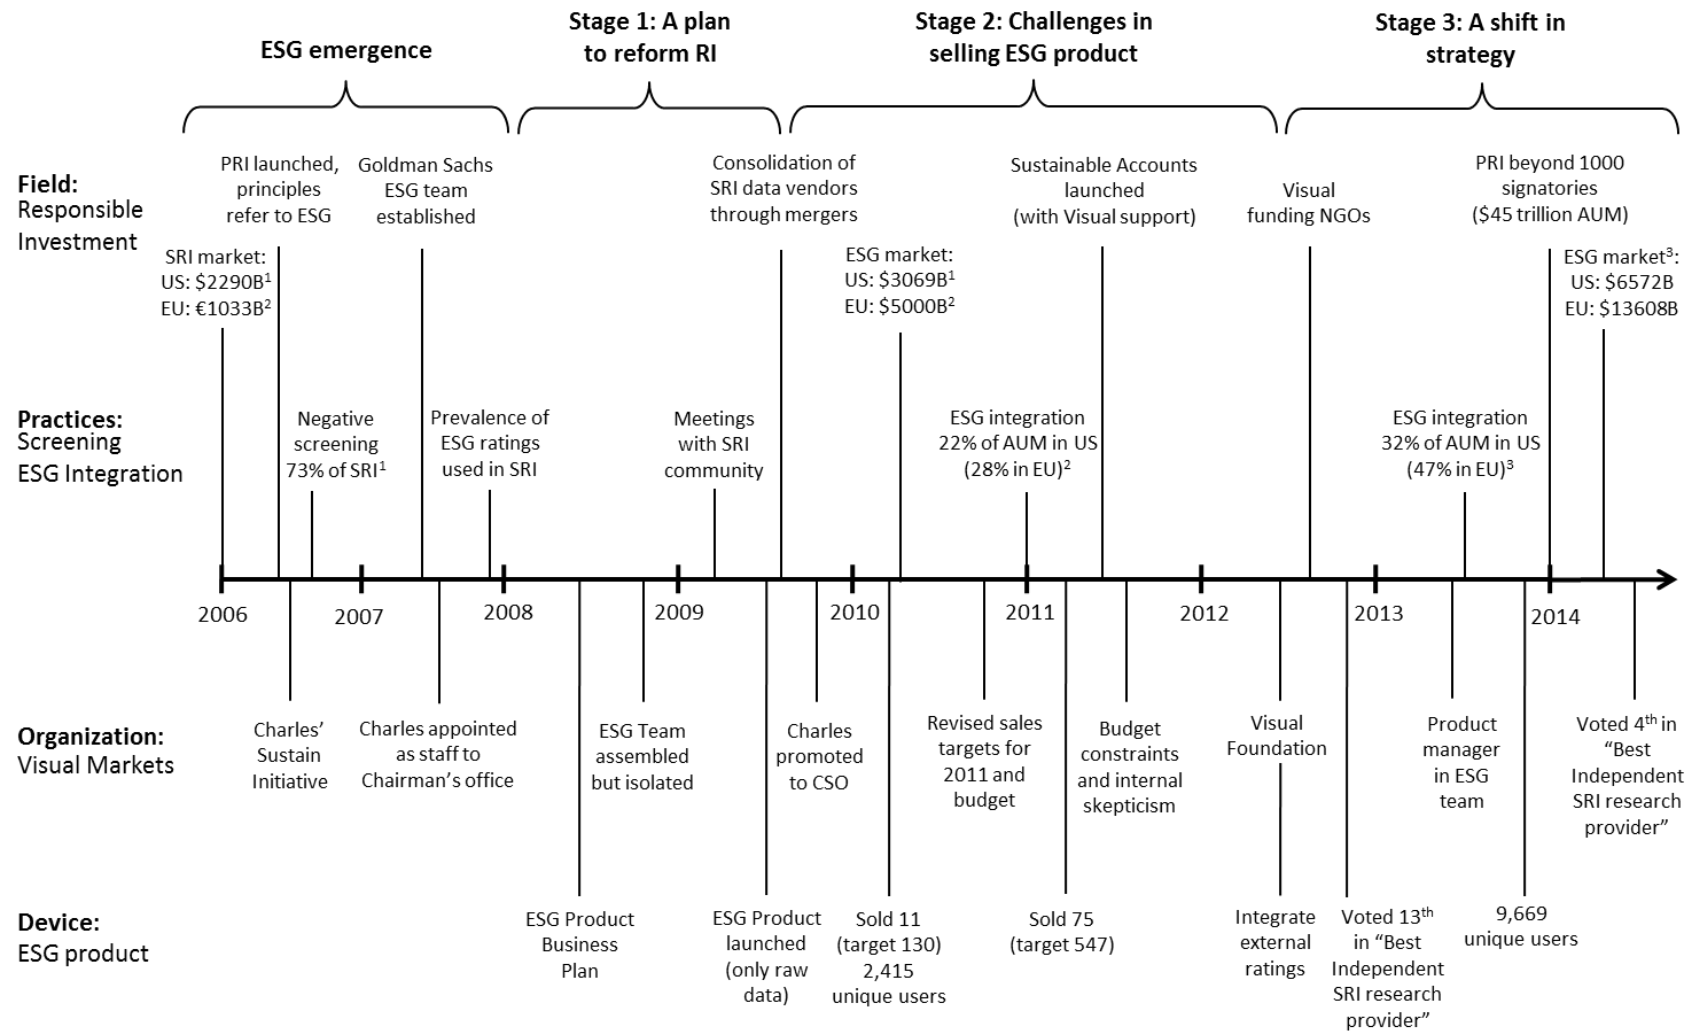 ESG emergence
Stage 1: A plan
to reform RI
Stage 2: Challenges in
selling ESG product
Stage 3: A shift in
strategy
Field:
Responsible
Investment
PRI launched,
principles
refer to ESG
Goldman Sachs
ESG team
established
Consolidation of
SRI data vendors
through mergers
Sustainable Accounts
launched
(with Visual support)
Visual
funding NGOs
PRI beyond 1000
signatories
($45 trillion AUM)
SRI market:
US: $2290B¹
EU: €1033B²
ESG market:
US: $3069B¹
EU: $5000B²
ESG market³:
US: $6572B
EU: $13608B
Practices:
Screening
ESG Integration
Negative
screening
73% of SRI¹
Prevalence of
ESG ratings
used in SRI
Meetings
with SRI
community
ESG integration
22% of AUM in US
(28% in EU)²
ESG integration
32% of AUM in US
(47% in EU)³
2006
2007
2008
2009
2010
2011
2012
2013
2014
Organization:
Visual Markets
Charles’
Sustain
Initiative
Charles appointed
as staff to
Chairman’s office
ESG Team
assembled
but isolated
Charles
promoted
to CSO
Revised sales
targets for
2011 and
budget
Budget
constraints
and internal
skepticism
Visual
Foundation
Product
manager
in ESG
team
Voted 4th in
“Best
Independent
SRI research
provider”
Device:
ESG product
ESG Product
Business
Plan
ESG Product
launched
(only raw
data)
Sold 11
(target 130)
2,415
unique users
Sold 75
(target 547)
Integrate
external
ratings
Voted 13th
in “Best
Independent
SRI research
provider”
9,669
unique users